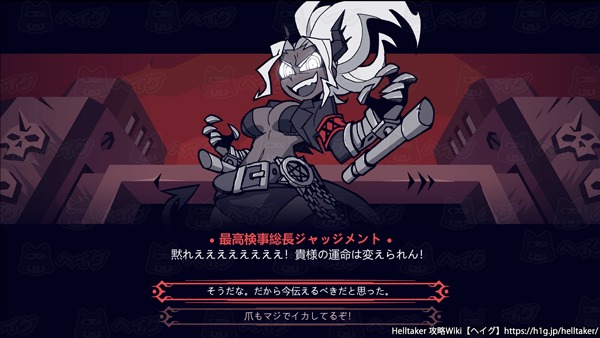 • 最高検事総長ジャッジメント •
黙れえええええええぇ！ 貴様の運命は変えられん！
そうだな。だから今伝えるべきだと思った。
爪もマジでイカしてるぞ！
Helltaker 攻略Wiki【ヘイグ】https://h1g.jp/helltaker/